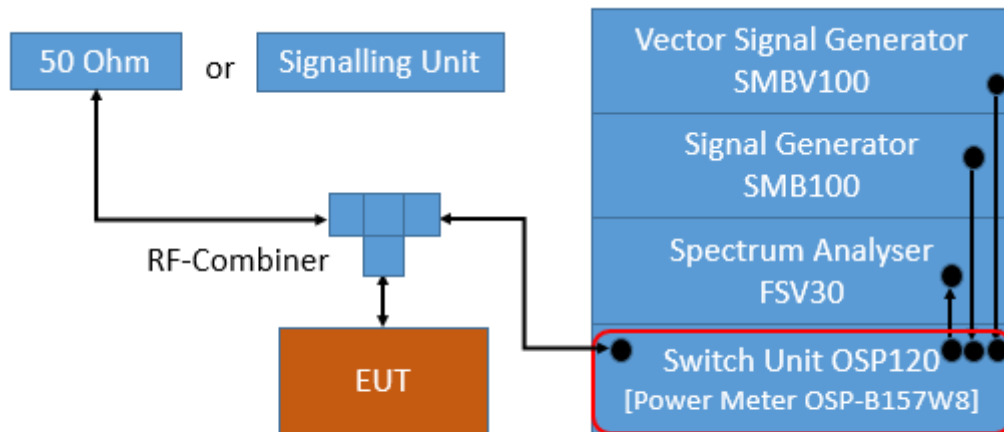 50 Ohm
or
Signalling Unit
RF-Combiner
EUT
Vector Signal Generator
SMBV100
Signal Generator
SMB100
Spectrum Analyser
FSV30
Switch Unit OSP120
[Power Meter OSP-B157W8]